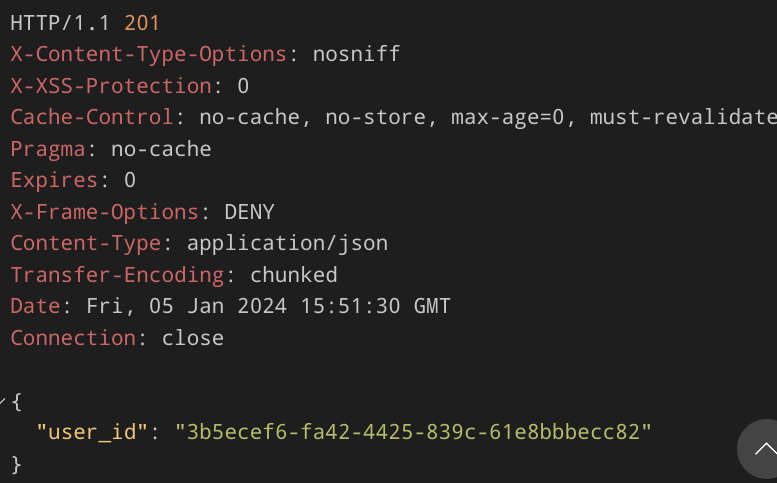 HTTP/1.1 201
X-Content-Type-Options: nosniff
X-XSS-Protection: 0
Cache-Control: no-cache, no-store, max-age=0, must-revalidate
Pragma: no-cache
Expires: 0
X-Frame-Options: DENY
Content-Type: application/json
Transfer-Encoding: chunked
Date: Fri, 05 Jan 2024 15:51:30 GMT
Connection: close
{
"user_id": "3b5ecef6-fa42-4425-839c-61e8bbbecc82"
}